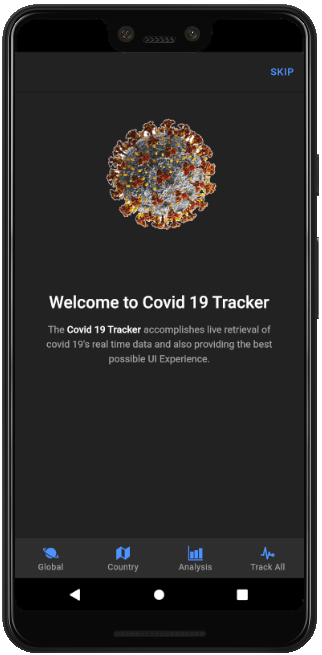 SKIP
Welcome to Covid 19 Tracker
The Covid 19 Tracker accomplishes live retrieval of
covid 19's real time data and also providing the best
possible UI Experience.
Global Country Analysis Track All